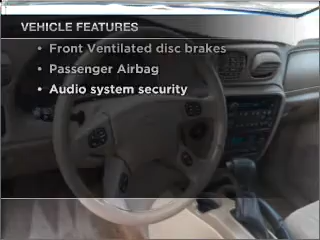 VEHICLE FEATURES
• Front Ventilated disc brakes
• Passenger Airbag
• Audio system security